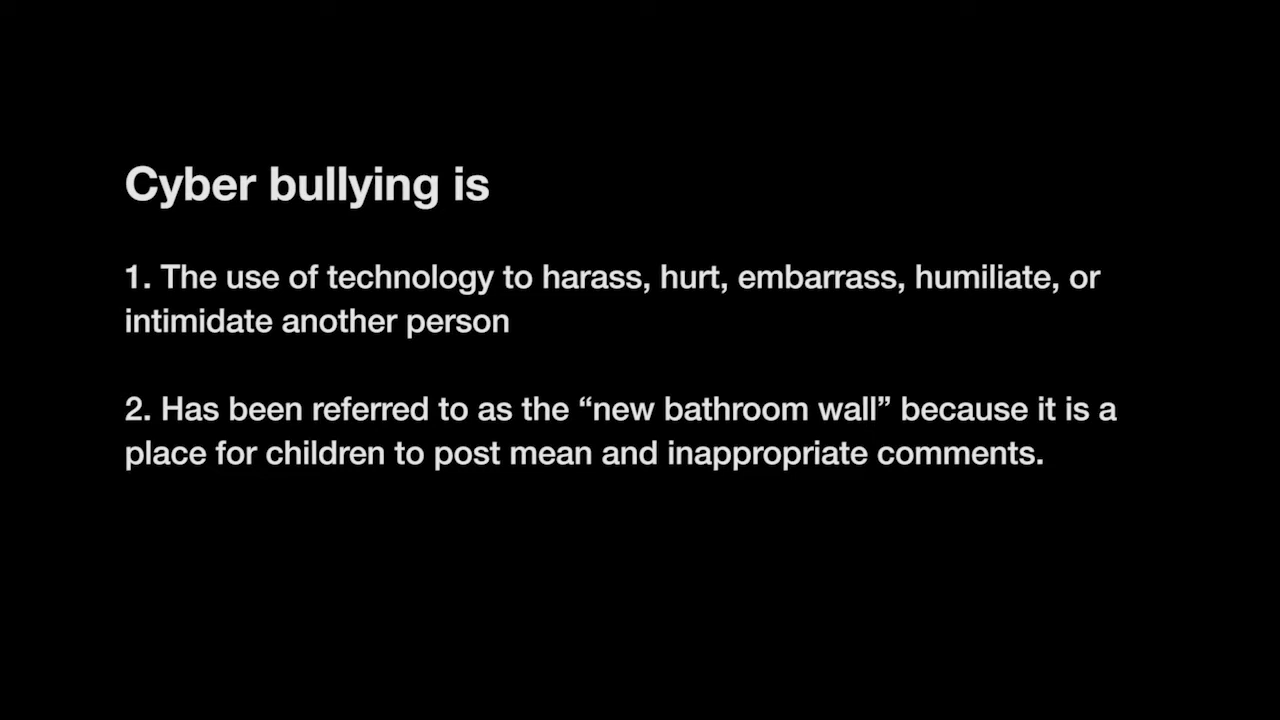 Cyber bullying is
1. The use of technology to harass, hurt, embarrass, humiliate, or
intimidate another person
2. Has been referred to as the “new bathroom wall” because it is a
place for children to post mean and inappropriate comments.